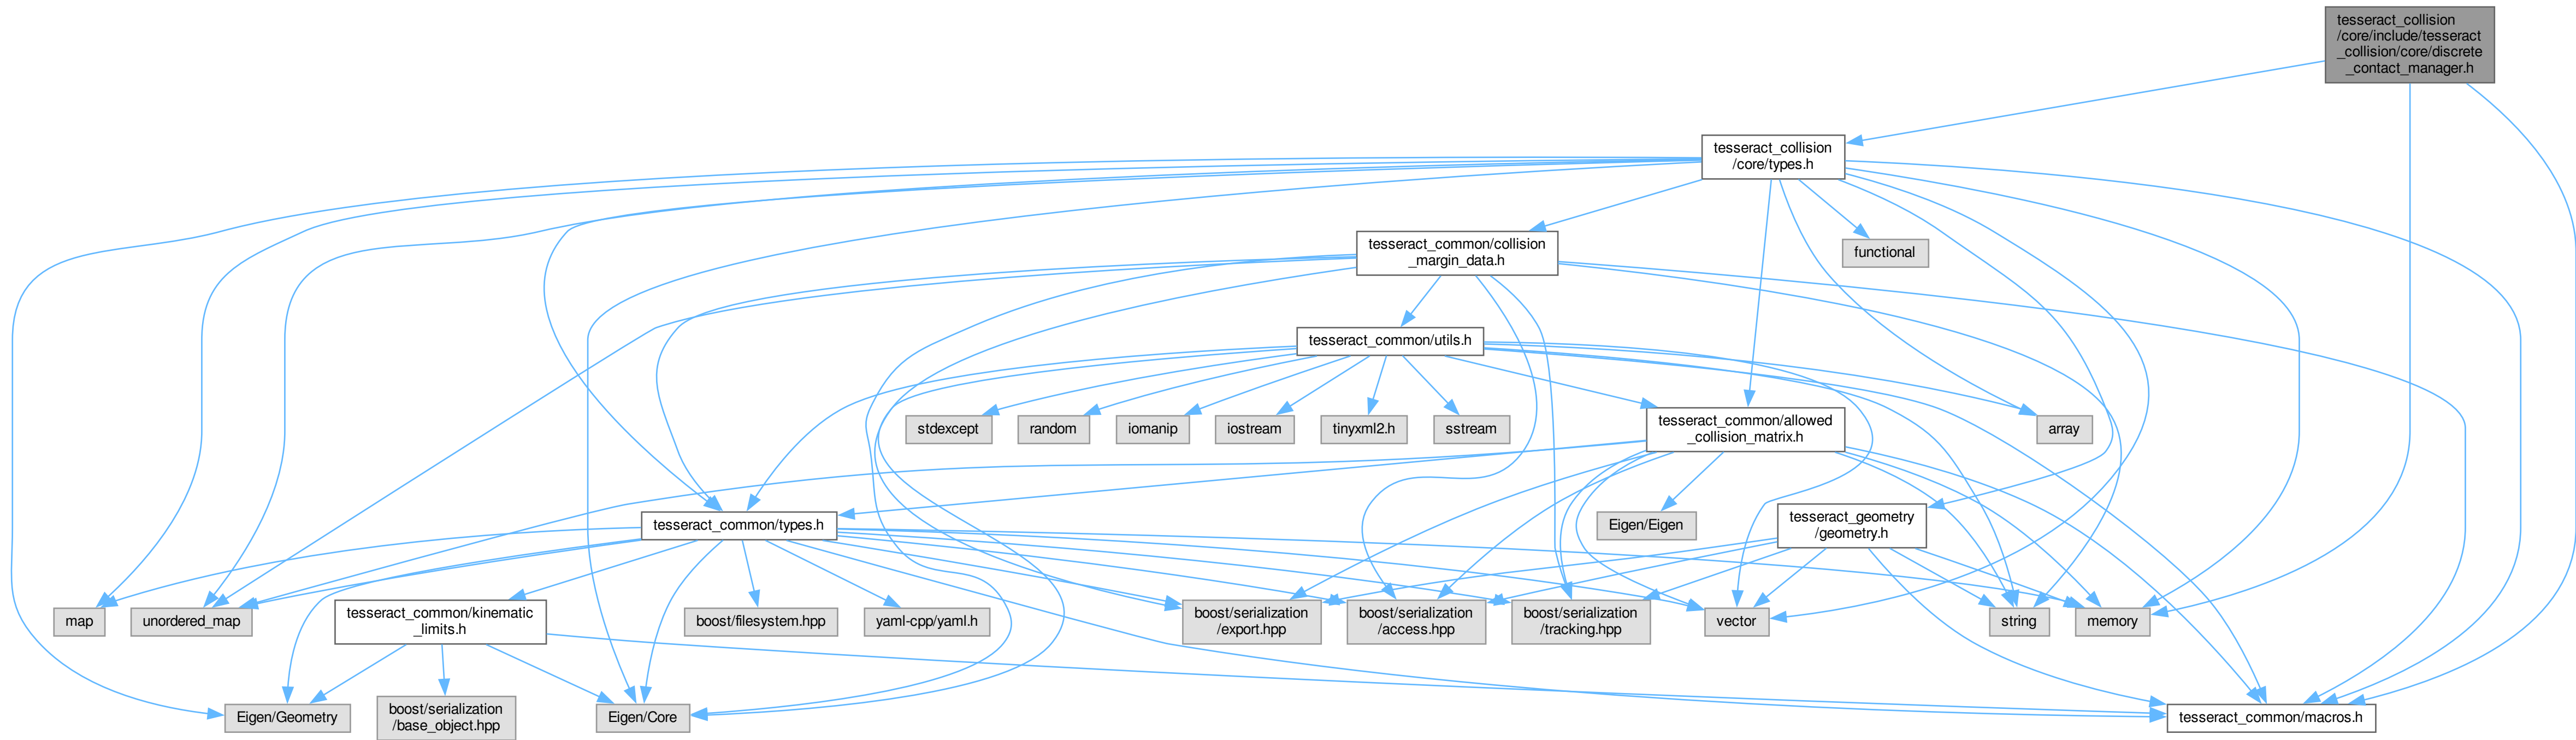 tesseract_collision
/core/include/tesseract
_collision/core/discrete
_contact_manager.h
tesseract_collision
/core/types.h
tesseract_common/collision
_margin_data.h
functional
tesseract_common/utils.h
stdexcept
random
iomanip
iostream
tinyxml2.h
sstream
tesseract_common/allowed
_collision_matrix.h
array
tesseract_common/types.h
Eigen/Eigen
tesseract_geometry
/geometry.h
map
unordered_map
tesseract_common/kinematic
_limits.h
boost/filesystem.hpp
yaml-cpp/yaml.h
boost/serialization
/export.hpp
boost/serialization
/access.hpp
boost/serialization
/tracking.hpp
vector
string
memory
Eigen/Geometry
boost/serialization
/base_object.hpp
Eigen/Core
tesseract_common/macros.h